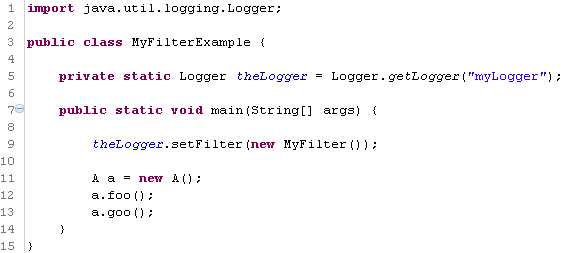 1 import java.util.logging.Logger;
2
3 public class MyFilterExample {
4
5     private static Logger theLogger = Logger.getLogger("myLogger");
6
7     public static void main(String[] args) {
8
9         theLogger.setFilter(new MyFilter());
10
11         A a = new A();
12         a.foo();
13         a.goo();
14     }
15 }